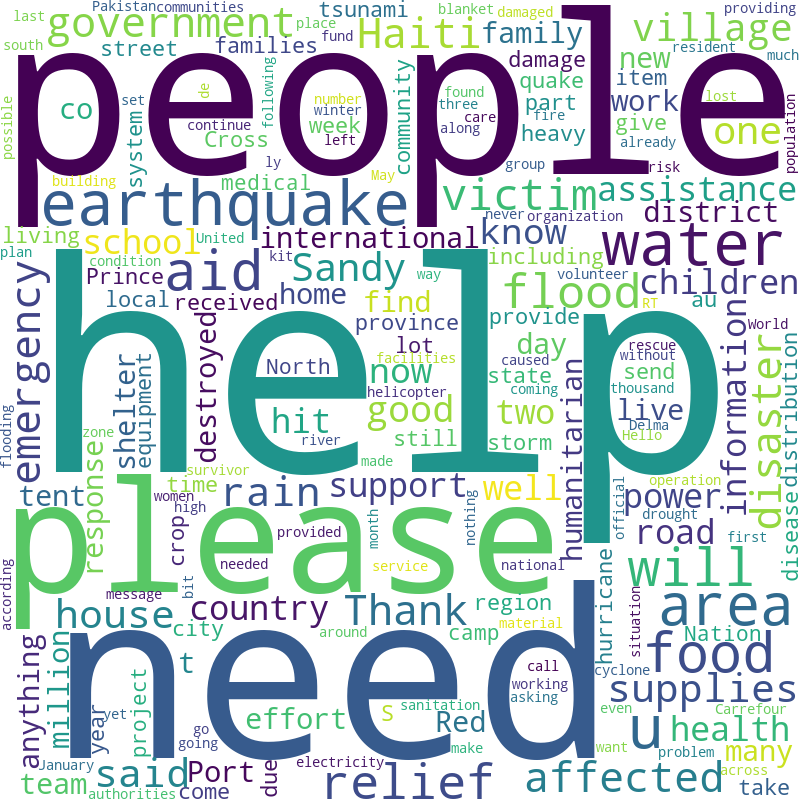 last
Pakistan
communities
tsunami
place
blanket
damaged
providing
south
government
Haiti
village
street
families
fund
family
new
resident
much
people
damage
quake
item
possible
co
set
system
de
following
number
winter
continue
left
Cross
week
community
found
three
care
along
part
fire
heavy
work
give
one
already
lost
population
building
medical
ly
May
group
risk
earthquake
victim
assistance
living
school
United
international
never
organization
know
district
water
plan
condition
Prince
aid
kit
Sandy
way
including
volunteer
flood
children
emergency
local
received
home
find
province
provide
au
RT
World
help
North
lot
facilities
day
caused
rescue
without
information
disaster
distribution
shelter
equipment
destroyed
now
helicopter
state
coming
send
thousand
humanitarian
hit
good
two
live
Delma
Hello
flooding
zone
river
still
storm
response
survivor
made
tent
time
rain
support
well
power
operation
official
drought
first
disease
please
women
high
crop
provided
month
nothing
needed
service
national
road
according
message
bit
house
country
Thank
region
hurricane
will
area
situation
anything
million
city
t
around
camp
material
Nation
food
need
call
working
asking
cyclone
supplies
year
yet
project
go
going
effort
S
sanitation
Red
make
u
even
want
Carrefour
health
problem
many
across
January
team
said
authorities
Port
come
due
electricity
relief
affected
take